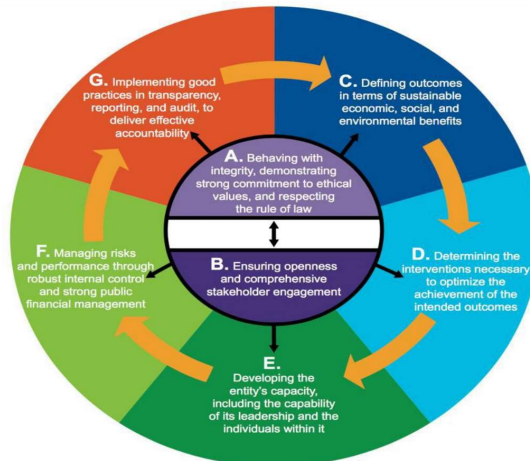 A. Behaving with
integrity, demonstrating
strong commitment to ethical
values, and respecting
the rule of law
B. Ensuring openness
and comprehensive
stakeholder engagement
C. Defining outcomes
in terms of sustainable
economic, social, and
environmental benefits
D. Determining the
interventions necessary
to optimize the
achievement of the
intended outcomes
E.
Developing the
entity's capacity,
including the capability
of its leadership and the
individuals within it
F. Managing risks
and performance through
robust internal control
and strong public
financial management
G. Implementing good
practices in transparency,
reporting, and audit, to
deliver effective
accountability